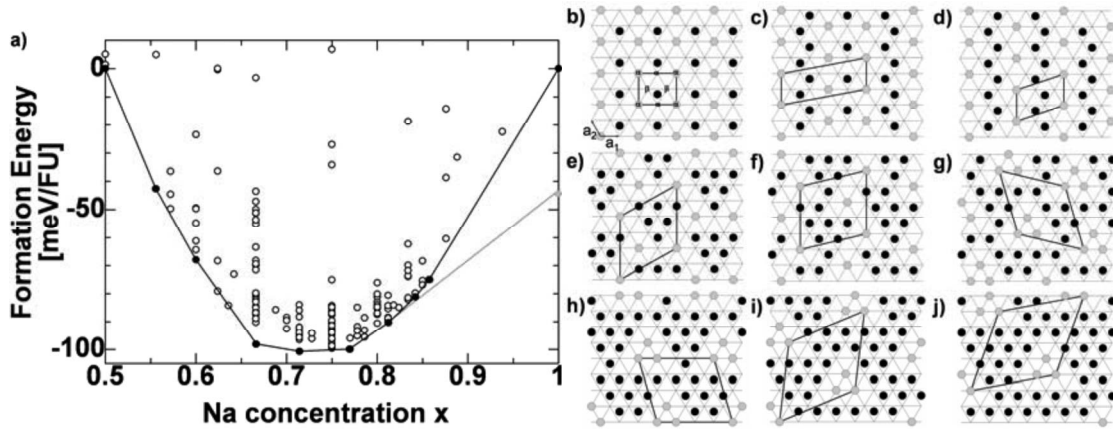 a)
Formation Energy
[meV/FU]
0
-50
-100
0.5 0.6 0.7 0.8 0.9 1
Na concentration x
b)
a2
a1
c)
d)
e)
f)
g)
h)
i)
j)